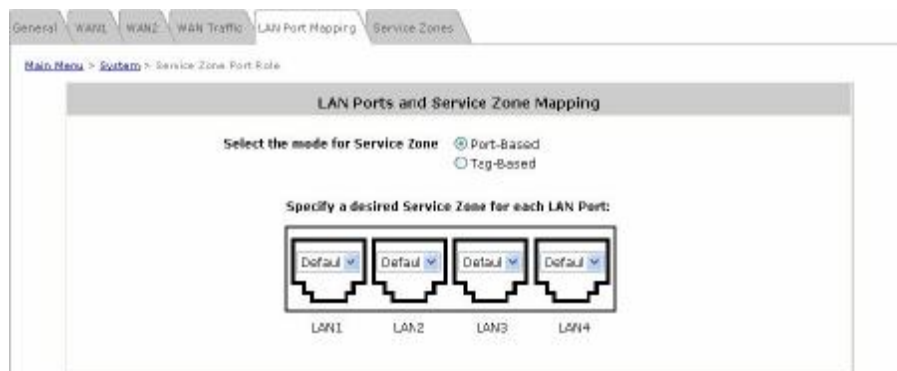 General WAN1 WAN2 WAN Traffic LAN Port Mapping Service Zones
Main Menu > System > Service Zone Port Role
LAN Ports and Service Zone Mapping
Select the mode for Service Zone Port-Based
Tag-Based
Specify a desired Service Zone for each LAN Port:
Defaul Defaul Defaul Defaul
LAN1 LAN2 LAN3 LAN4